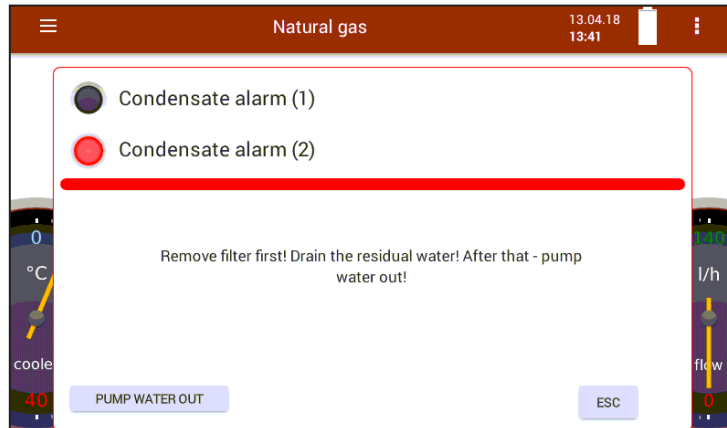 Natural gas
13.04.18
13:41
Condensate alarm (1)
Condensate alarm (2)
0
140
°C
l/h
Remove filter first! Drain the residual water! After that - pump
water out!
coole
flow
40
0
PUMP WATER OUT
ESC